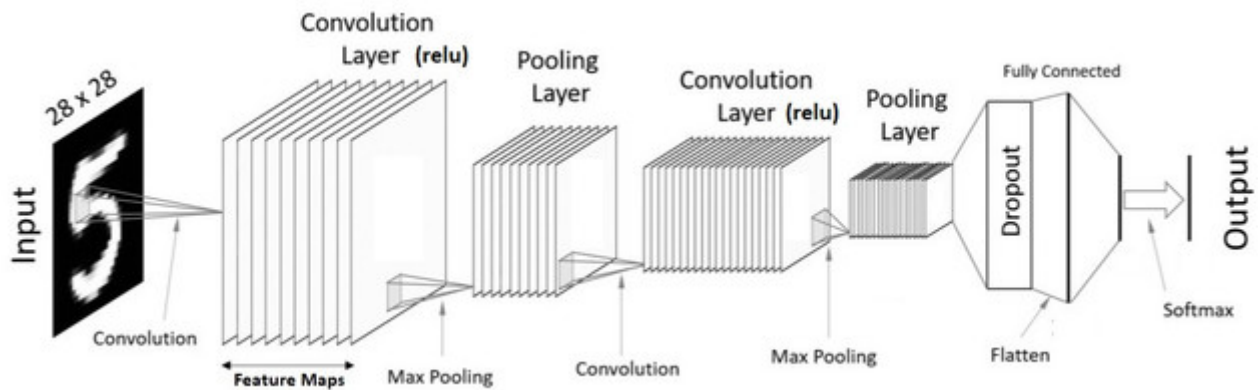 Input
28 x 28
Convolution
Convolution
Layer (relu)
Feature Maps
Max Pooling
Pooling
Layer
Convolution
Convolution
Layer (relu)
Max Pooling
Pooling
Layer
Dropout
Flatten
Fully Connected
Softmax
Output
5